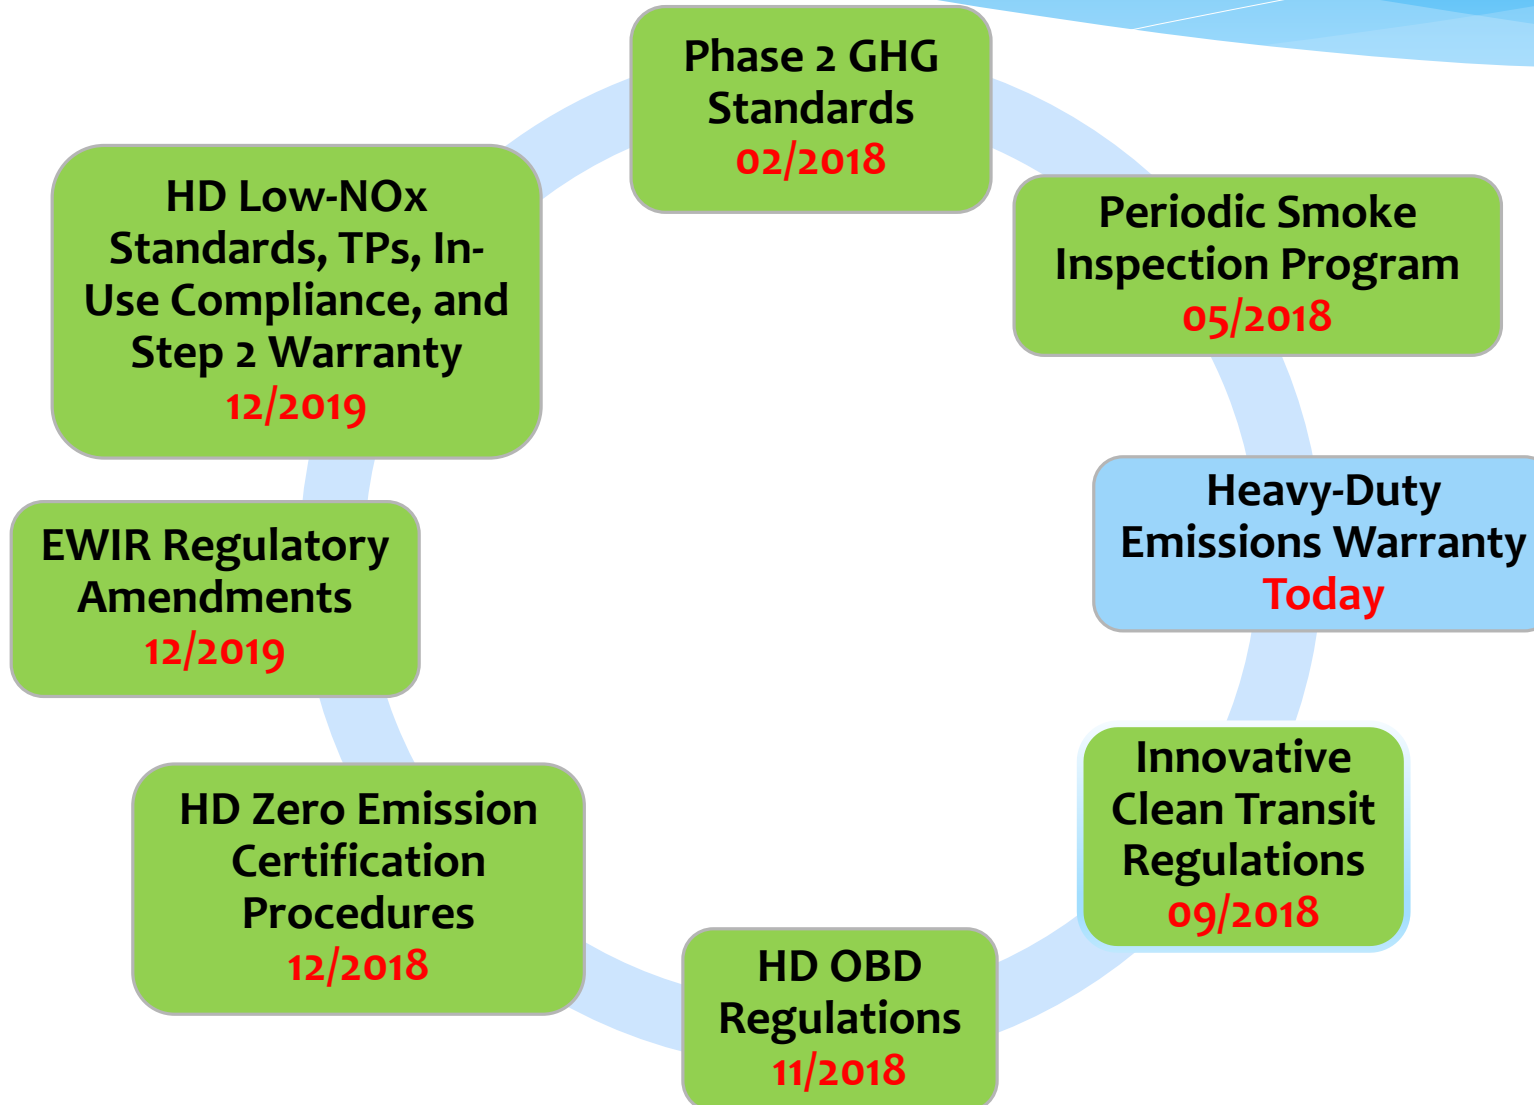 Phase 2 GHG
Standards
02/2018
Periodic Smoke
Inspection Program
05/2018
Heavy-Duty
Emissions Warranty
Today
Innovative
Clean Transit
Regulations
09/2018
HD OBD
Regulations
11/2018
HD Zero Emission
Certification
Procedures
12/2018
EWIR Regulatory
Amendments
12/2019
HD Low-NOx
Standards, TPs, In-
Use Compliance, and
Step 2 Warranty
12/2019